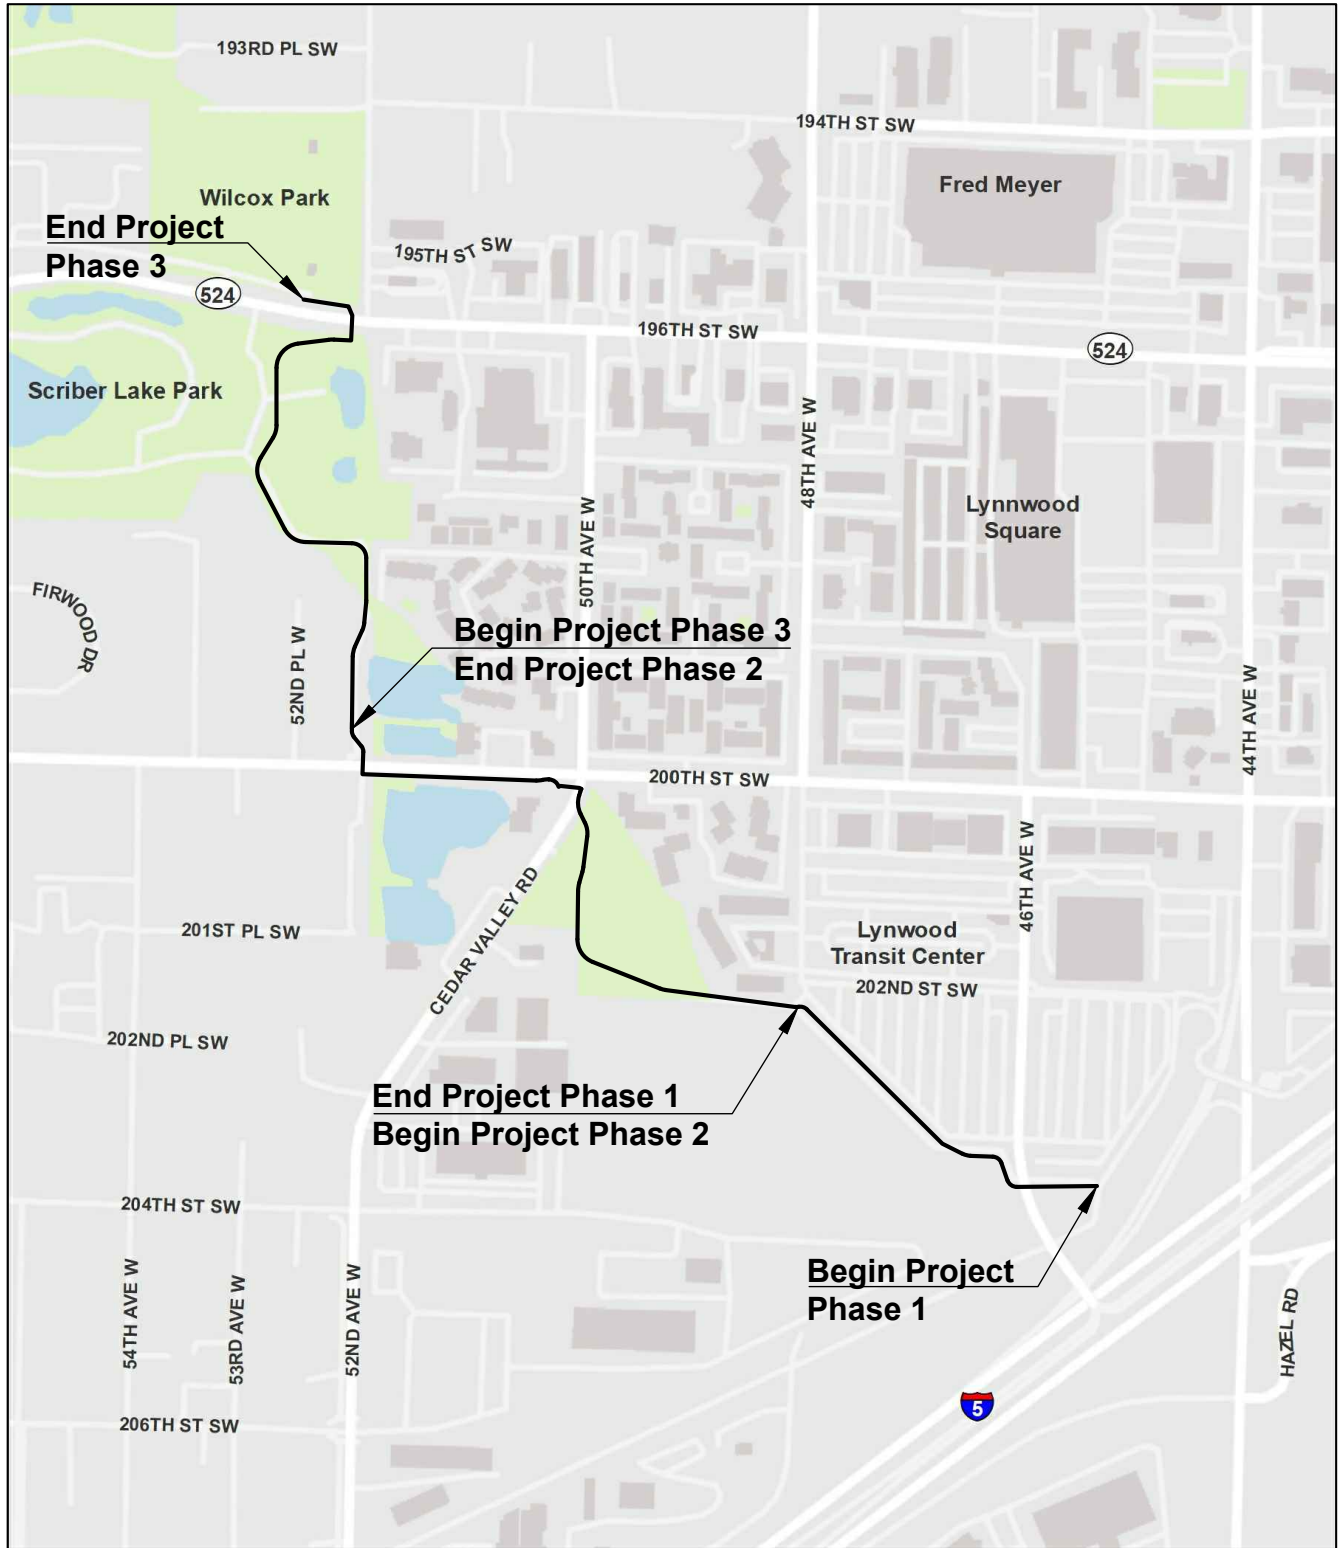 193RD PL SW
194TH ST SW
Fred Meyer
Wilcox Park
End Project
Phase 3
195TH ST SW
524
196TH ST SW
524
Scriber Lake Park
48TH AVE W
Lynnwood
Square
50TH AVE W
FIRWOOD DR
52ND PL W
Begin Project Phase 3
End Project Phase 2
44TH AVE W
200TH ST SW
46TH AVE W
CEDAR VALLEY RD
201ST PL SW
Lynwood
Transit Center
202ND ST SW
202ND PL SW
End Project Phase 1
Begin Project Phase 2
204TH ST SW
Begin Project
Phase 1
54TH AVE W
53RD AVE W
52ND AVE W
HAZEL RD
5
206TH ST SW